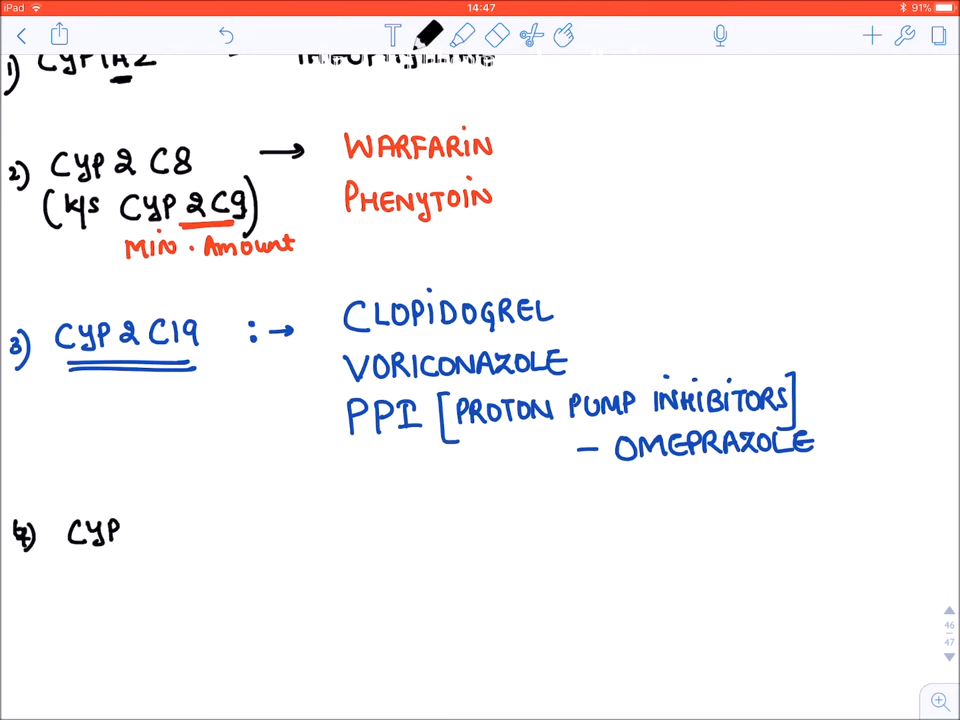 iPad 14:47 91%
T
1) CYP1A2
2) CYP 2 C8 → WARFARIN
(k/s CYP 2C9) PHENYTOIN
MIN. AMOUNT
3) CYP 2 C19 :→ CLOPIDOGREL
VORICONAZOLE
PPI [PROTON PUMP INHIBITORS]
- OMEPRAZOLE
4) CYP
46
47